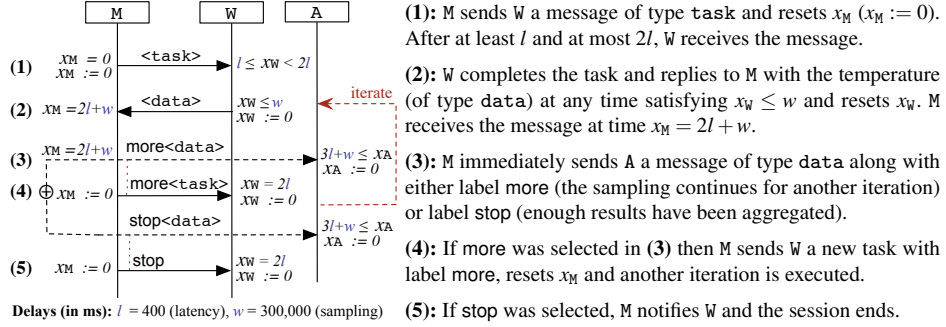 M W A
(1) xM = 0 <task> l ≤ xW < 2l
xM := 0
(2) xM = 2l+w <data> xW ≤ w
xW := 0
iterate
(3) xM = 2l+w more<data> 3l+w ≤ xA
xA := 0
(4) ⊕ xM := 0 more<task> xW = 2l
xW := 0
stop<data> 3l+w ≤ xA
xA := 0
(5) xM := 0 stop xW = 2l
xW := 0
Delays (in ms): l = 400 (latency), w = 300,000 (sampling)
(1): M sends W a message of type task and resets xM (xM := 0).
After at least l and at most 2l, W receives the message.
(2): W completes the task and replies to M with the temperature
(of type data) at any time satisfying xW ≤ w and resets xW. M
receives the message at time xM = 2l + w.
(3): M immediately sends A a message of type data along with
either label more (the sampling continues for another iteration)
or label stop (enough results have been aggregated).
(4): If more was selected in (3) then M sends W a new task with
label more, resets xM and another iteration is executed.
(5): If stop was selected, M notifies W and the session ends.